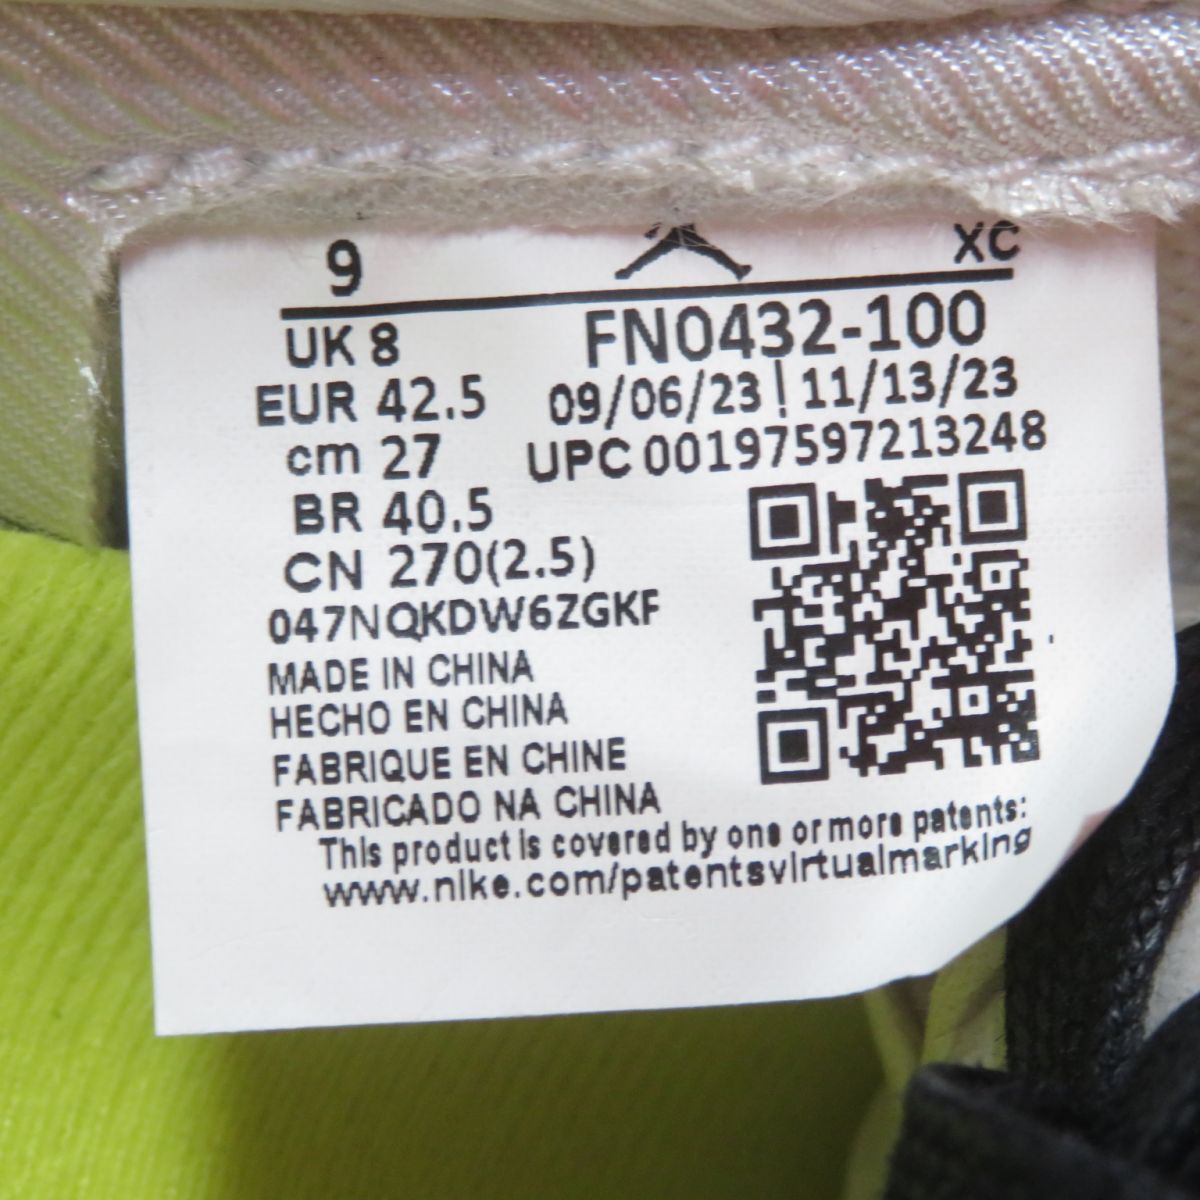 9 XC
UK 8 FN0432-100
EUR 42.5 09/06/23 | 11/13/23
cm 27 UPC 00197597213248
BR 40.5
CN 270(2.5)
047NQKDW6ZGKF
MADE IN CHINA
HECHO EN CHINA
FABRIQUE EN CHINE
FABRICADO NA CHINA
This product is covered by one or more patents:
www.nike.com/patentsvirtualmarking